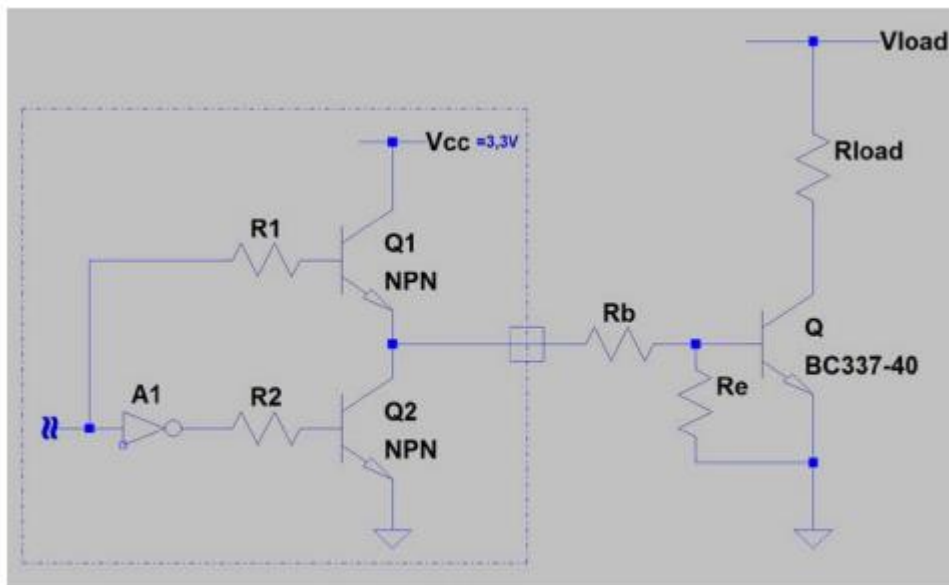 Vload
Vcc =3,3V
Rload
R1
Q1
NPN
Rb
Q
BC337-40
Re
A1
R2
Q2
NPN